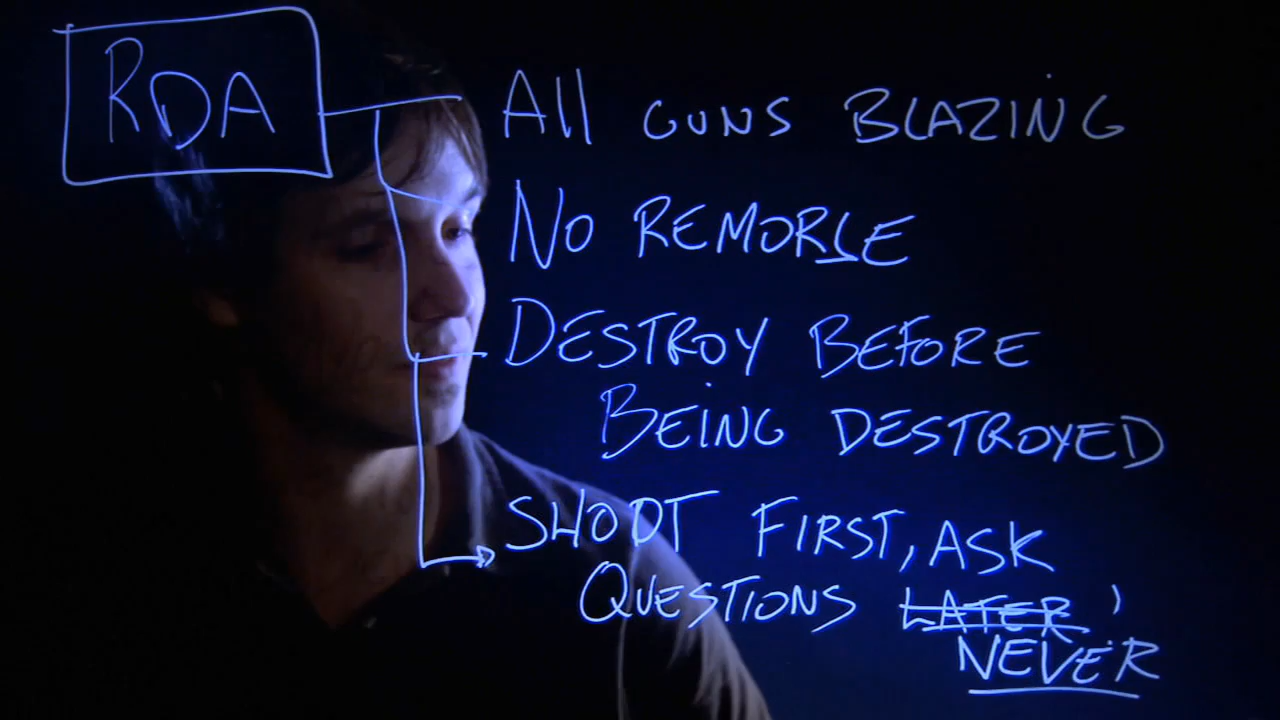 RDA
All GUNS BLAZING
NO REMORSE
DESTROY BEFORE
BEING DESTROYED
SHOOT FIRST, ASK
QUESTIONS LATER,
NEVER